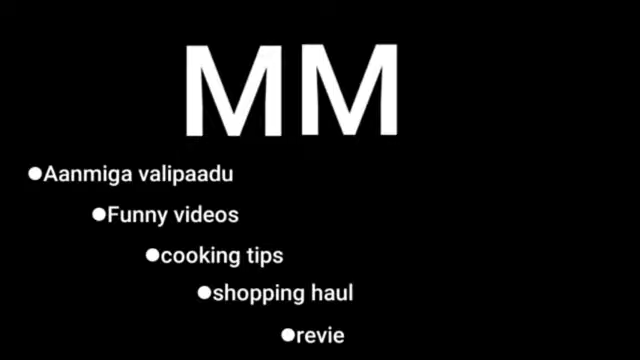 MM
●Aanmiga valipaadu
●Funny videos
●cooking tips
●shopping haul
●revie